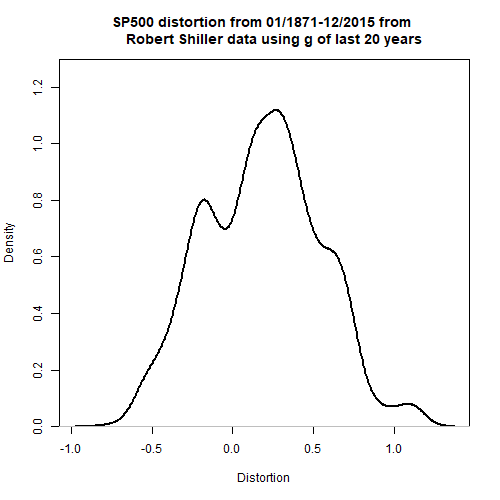 SP500 distortion from 01/1871-12/2015 from
Robert Shiller data using g of last 20 years
1.2
1.0
0.8
0.6
0.4
0.2
0.0
Density
-1.0 -0.5 0.0 0.5 1.0
Distortion